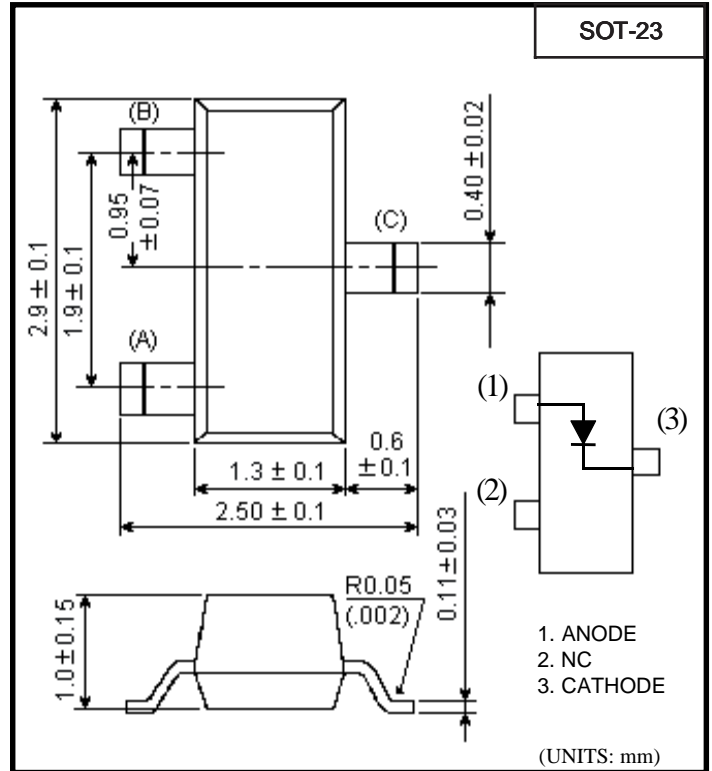 SOT-23
(B)
0.95
±0.07
0.40 ±0.02
(C)
2.9 ± 0.1
1.9 ± 0.1
(A)
(1)
(3)
0.6
±0.1
1.3 ± 0.1
2.50 ± 0.1
(2)
0.11±0.03
R0.05
(.002)
1.0±0.15
1. ANODE
2. NC
3. CATHODE
(UNITS: mm)